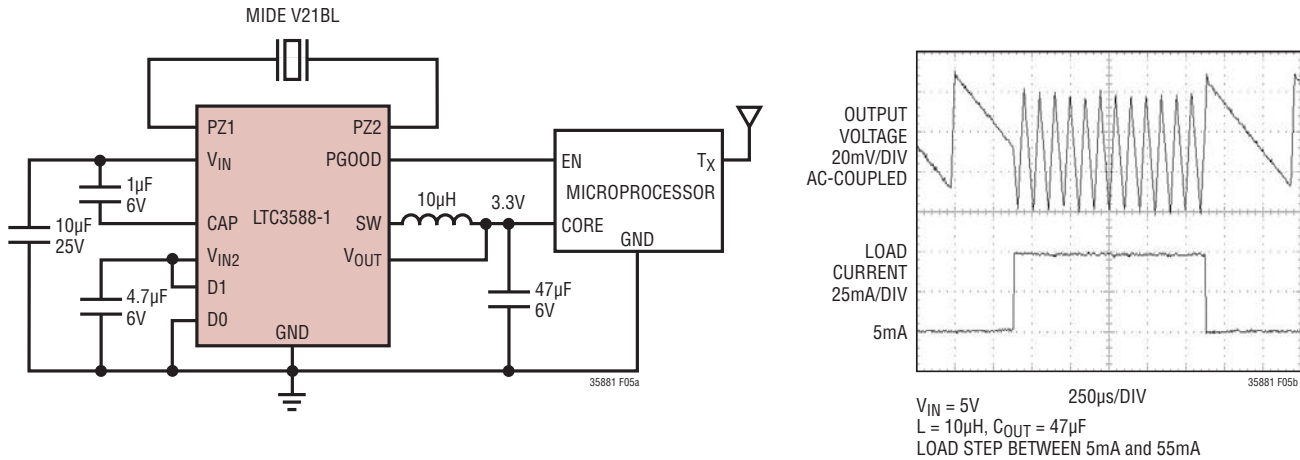 MIDE V21BL
PZ1
PZ2
VIN
PGOOD
EN
TX
1µF
6V
MICROPROCESSOR
10µH
3.3V
10µF
25V
CAP
LTC3588-1
SW
CORE
GND
VIN2
VOUT
4.7µF
6V
D1
47µF
6V
D0
GND
35881 F05a
OUTPUT
VOLTAGE
20mV/DIV
AC-COUPLED
LOAD
CURRENT
25mA/DIV
5mA
35881 F05b
250µs/DIV
VIN = 5V
L = 10µH, COUT = 47µF
LOAD STEP BETWEEN 5mA and 55mA